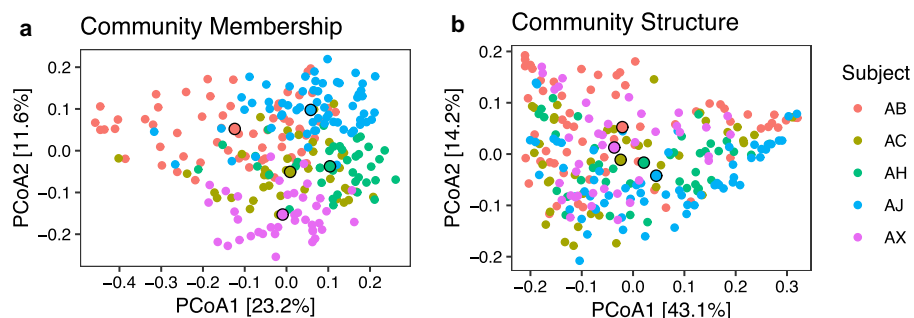 a
Community Membership
PCoA2 [11.6%]
0.2
0.1
0.0
−0.1
−0.2
−0.4 −0.3 −0.2 −0.1 0.0 0.1 0.2
PCoA1 [23.2%]
b
Community Structure
PCoA2 [14.2%]
0.2
0.1
0.0
−0.1
−0.2
−0.2 −0.1 0.0 0.1 0.2 0.3
PCoA1 [43.1%]
Subject
AB
AC
AH
AJ
AX